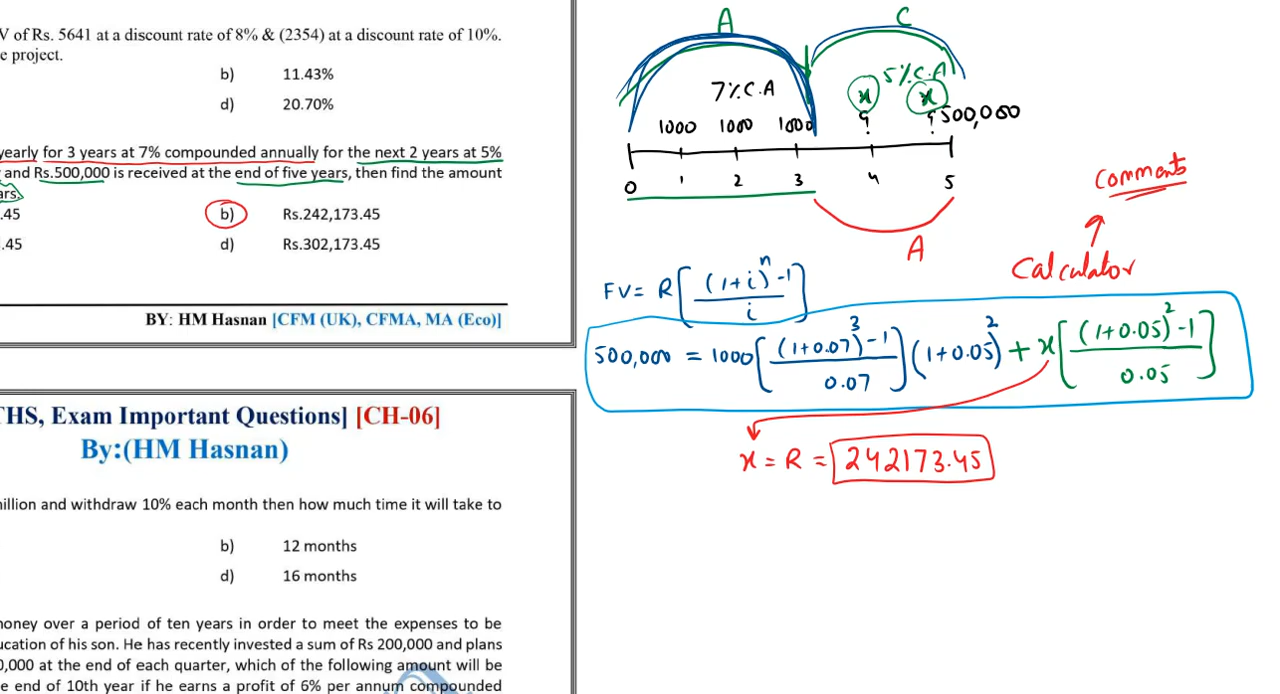 V of Rs. 5641 at a discount rate of 8% & (2354) at a discount rate of 10%.
e project.
b) 11.43%
d) 20.70%
yearly for 3 years at 7% compounded annually for the next 2 years at 5%
and Rs.500,000 is received at the end of five years, then find the amount
ars.
.45 b) Rs.242,173.45
.45 d) Rs.302,173.45
BY: HM Hasnan [CFM (UK), CFMA, MA (Eco)]
THS, Exam Important Questions] [CH-06]
By:(HM Hasnan)
nillion and withdraw 10% each month then how much time it will take to
b) 12 months
d) 16 months
noney over a period of ten years in order to meet the expenses to be
ucation of his son. He has recently invested a sum of Rs 200,000 and plans
0,000 at the end of each quarter, which of the following amount will be
e end of 10th year if he earns a profit of 6% per annum compounded
A C
7% C.A 5% C.A
x x
1000 1000 1000 ? ? 500,000
0 1 2 3 4 5
A
Comments
Calculator
FV = R[((1+i)^n -1)/i]
500,000 = 1000[((1+0.07)^3 -1)/0.07](1+0.05)^2 + x[((1+0.05)^2 -1)/0.05]
x = R = 242173.45